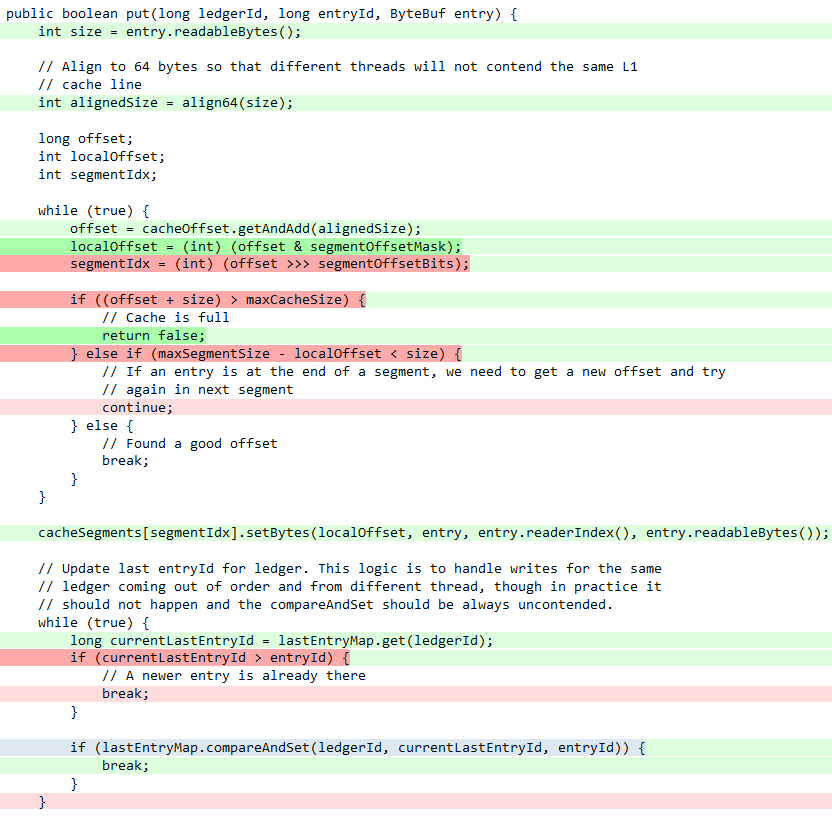 public boolean put(long ledgerId, long entryId, ByteBuf entry) {
    int size = entry.readableBytes();

    // Align to 64 bytes so that different threads will not contend the same L1
    // cache line
    int alignedSize = align64(size);

    long offset;
    int localOffset;
    int segmentIdx;

    while (true) {
        offset = cacheOffset.getAndAdd(alignedSize);
        localOffset = (int) (offset & segmentOffsetMask);
        segmentIdx = (int) (offset >>> segmentOffsetBits);

        if ((offset + size) > maxCacheSize) {
            // Cache is full
            return false;
        } else if (maxSegmentSize - localOffset < size) {
            // If an entry is at the end of a segment, we need to get a new offset and try
            // again in next segment
            continue;
        } else {
            // Found a good offset
            break;
        }
    }

    cacheSegments[segmentIdx].setBytes(localOffset, entry, entry.readerIndex(), entry.readableBytes());

    // Update last entryId for ledger. This logic is to handle writes for the same
    // ledger coming out of order and from different thread, though in practice it
    // should not happen and the compareAndSet should be always uncontended.
    while (true) {
        long currentLastEntryId = lastEntryMap.get(ledgerId);
        if (currentLastEntryId > entryId) {
            // A newer entry is already there
            break;
        }

        if (lastEntryMap.compareAndSet(ledgerId, currentLastEntryId, entryId)) {
            break;
        }
    }